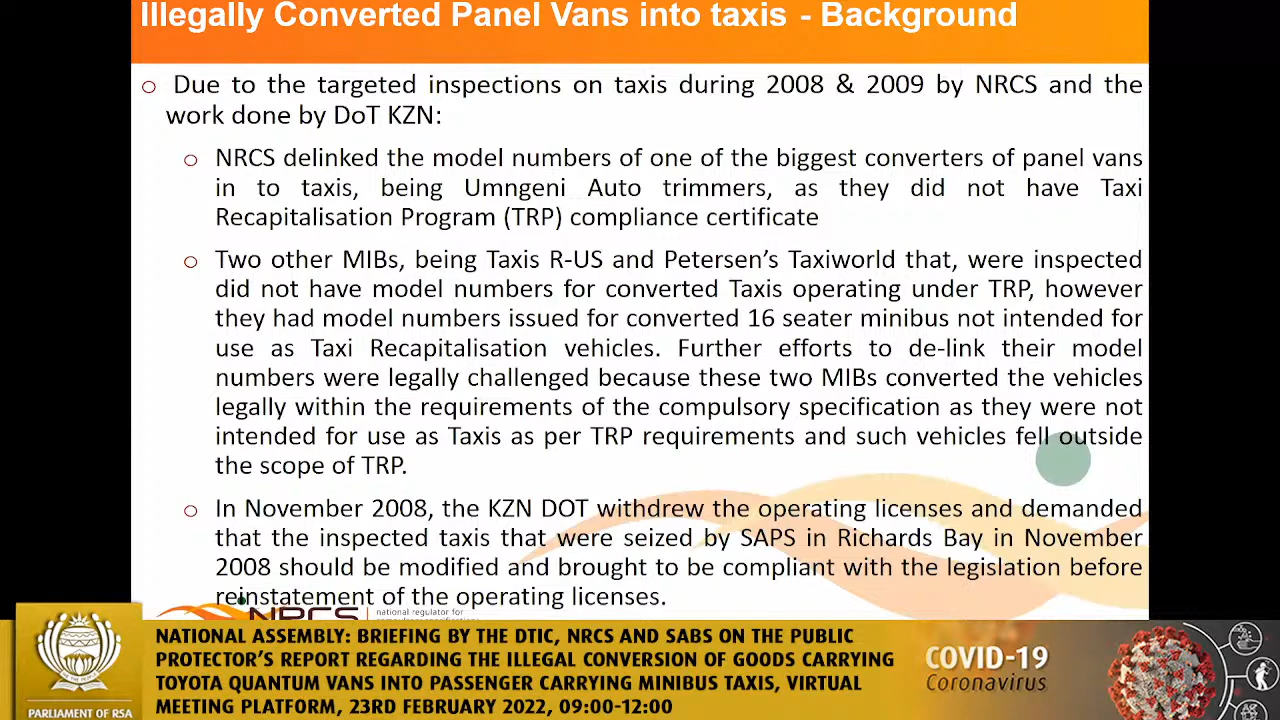 Illegally Converted Panel Vans into taxis - Background
o Due to the targeted inspections on taxis during 2008 & 2009 by NRCS and the
work done by DoT KZN:
o NRCS delinked the model numbers of one of the biggest converters of panel vans
in to taxis, being Umngeni Auto trimmers, as they did not have Taxi
Recapitalisation Program (TRP) compliance certificate
o Two other MIBs, being Taxis R-US and Petersen's Taxiworld that, were inspected
did not have model numbers for converted Taxis operating under TRP, however
they had model numbers issued for converted 16 seater minibus not intended for
use as Taxi Recapitalisation vehicles. Further efforts to de-link their model
numbers were legally challenged because these two MIBs converted the vehicles
legally within the requirements of the compulsory specification as they were not
intended for use as Taxis as per TRP requirements and such vehicles fell outside
the scope of TRP.
o In November 2008, the KZN DOT withdrew the operating licenses and demanded
that the inspected taxis that were seized by SAPS in Richards Bay in November
2008 should be modified and brought to be compliant with the legislation before
reinstatement of the operating licenses.
NRCS
national regulator for
NATIONAL ASSEMBLY: BRIEFING BY THE DTIC, NRCS AND SABS ON THE PUBLIC
PROTECTOR'S REPORT REGARDING THE ILLEGAL CONVERSION OF GOODS CARRYING
TOYOTA QUANTUM VANS INTO PASSENGER CARRYING MINIBUS TAXIS, VIRTUAL
MEETING PLATFORM, 23RD FEBRUARY 2022, 09:00-12:00
PARLIAMENT OF RSA
COVID-19
Coronavirus